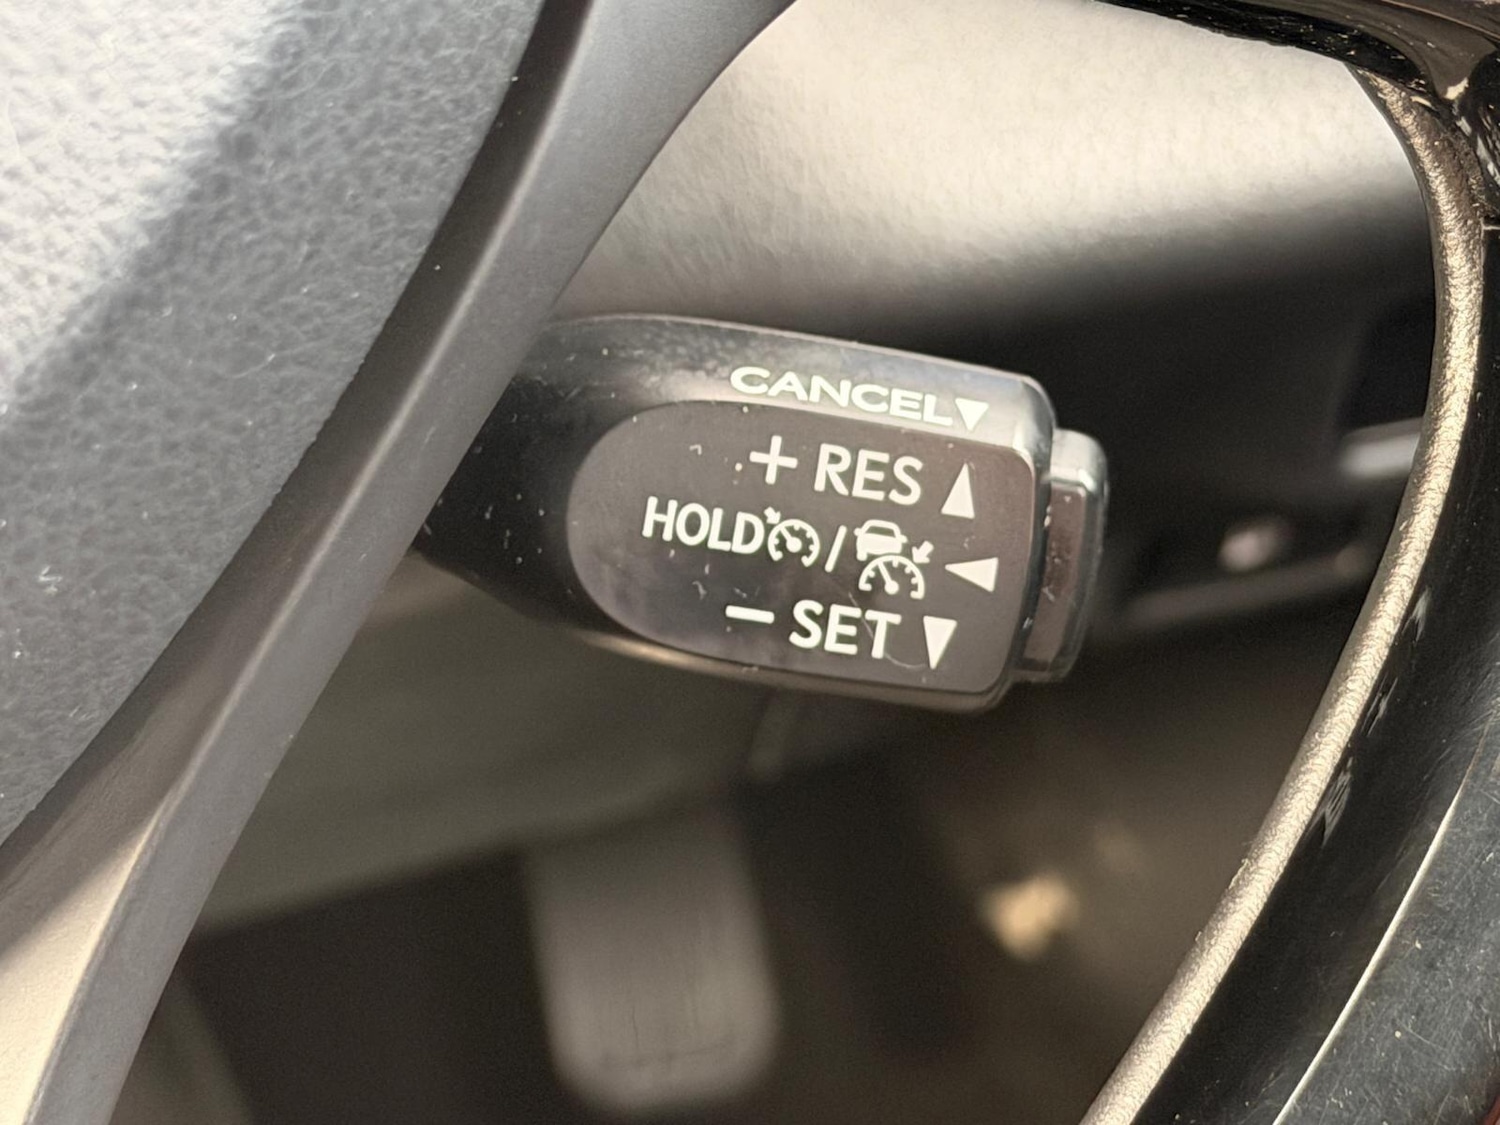 CANCEL▼
+ RES ▲
HOLD / ◀
− SET ▼